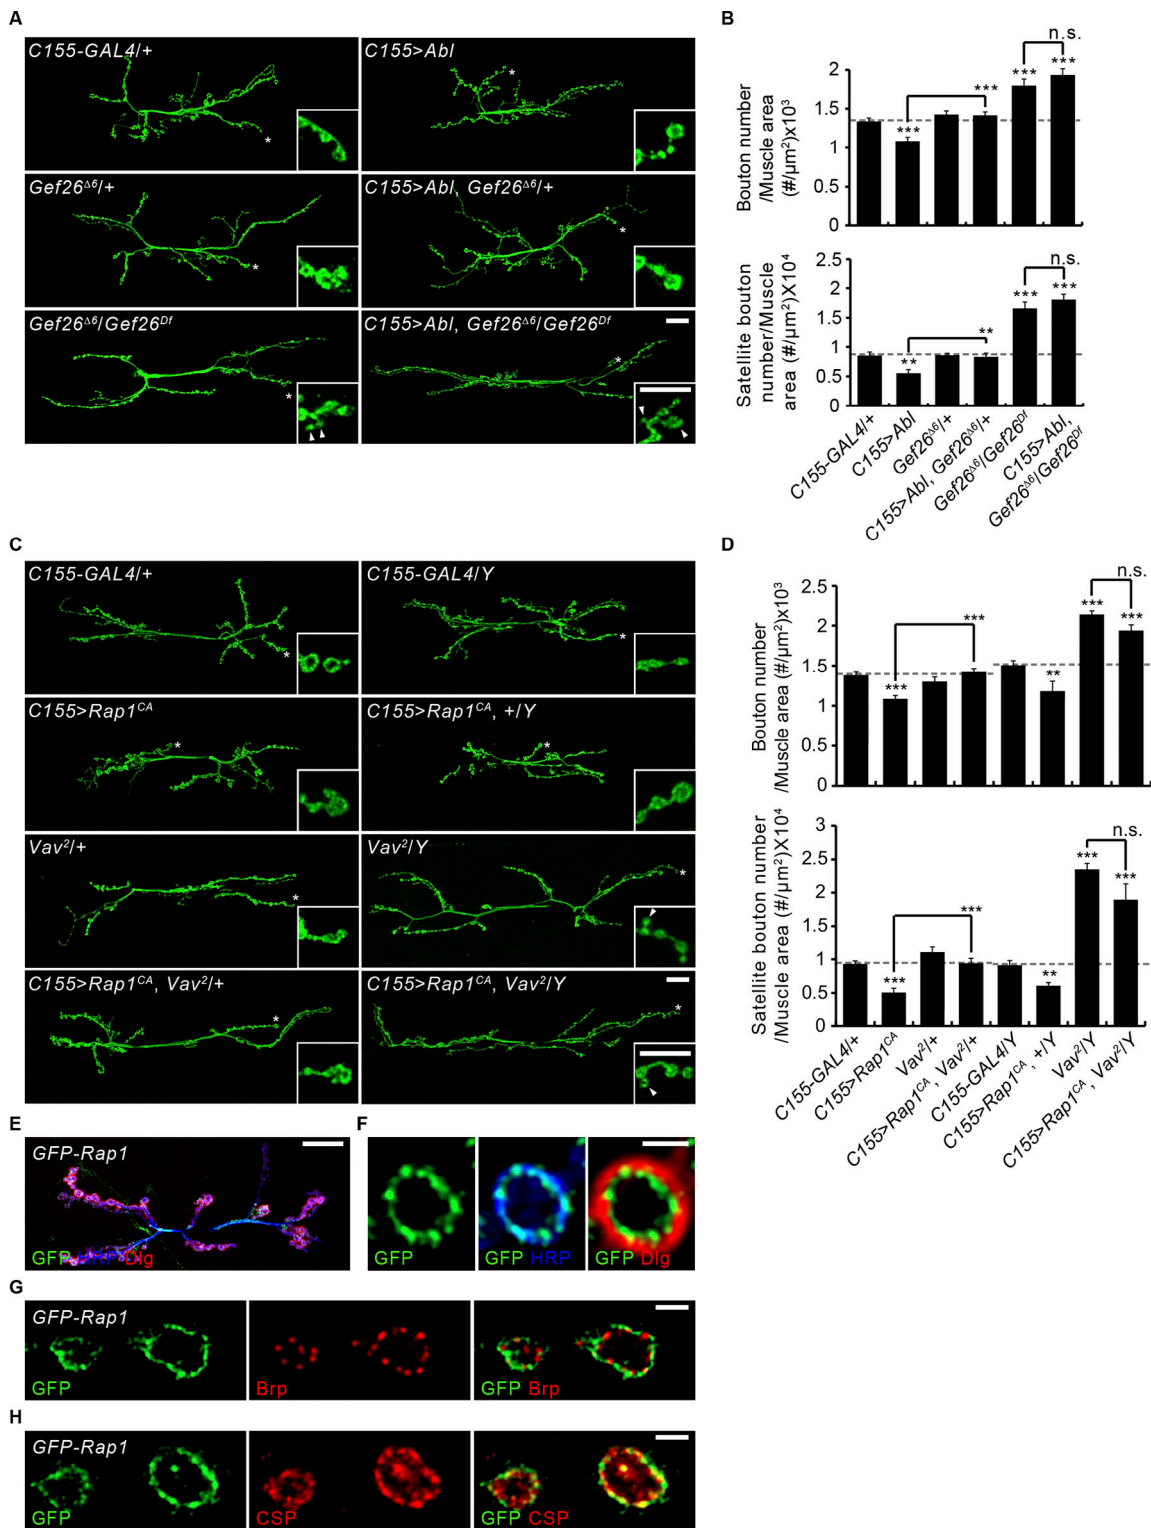 A
C155-GAL4/+
C155>Abl
*
*
Gef26Δ6/+
C155>Abl, Gef26Δ6/+
*
*
Gef26Δ6/Gef26Df
C155>Abl, Gef26Δ6/Gef26Df
*
*
B
Bouton number
/Muscle area
(#/µm2)x103
2
1.5
1
0.5
0
***
***
***
***
n.s.
Satellite bouton
number/Muscle
area (#/µm2)X104
2.5
2
1.5
1
0.5
0
**
**
***
***
n.s.
C155-GAL4/+
C155>Abl
Gef26Δ6/+
C155>Abl, Gef26Δ6/+
Gef26Δ6/Gef26Df
C155>Abl,
Gef26Δ6/Gef26Df
C
C155-GAL4/+
C155-GAL4/Y
*
*
C155>Rap1CA
C155>Rap1CA, +/Y
*
*
Vav2/+
Vav2/Y
*
*
C155>Rap1CA, Vav2/+
C155>Rap1CA, Vav2/Y
*
*
D
Bouton number
/Muscle area (#/µm2)x103
2.5
2
1.5
1
0.5
0
***
***
**
***
***
n.s.
Satellite bouton number
/Muscle area (#/µm2)X104
3
2.5
2
1.5
1
0.5
0
***
***
**
***
***
n.s.
C155-GAL4/+
C155>Rap1CA
Vav2/+
C155>Rap1CA, Vav2/+
C155-GAL4/Y
C155>Rap1CA, +/Y
Vav2/Y
C155>Rap1CA, Vav2/Y
E
GFP-Rap1
GFP HRP Dlg
F
GFP
GFP HRP
GFP Dlg
G
GFP-Rap1
GFP
Brp
GFP Brp
H
GFP-Rap1
GFP
CSP
GFP CSP